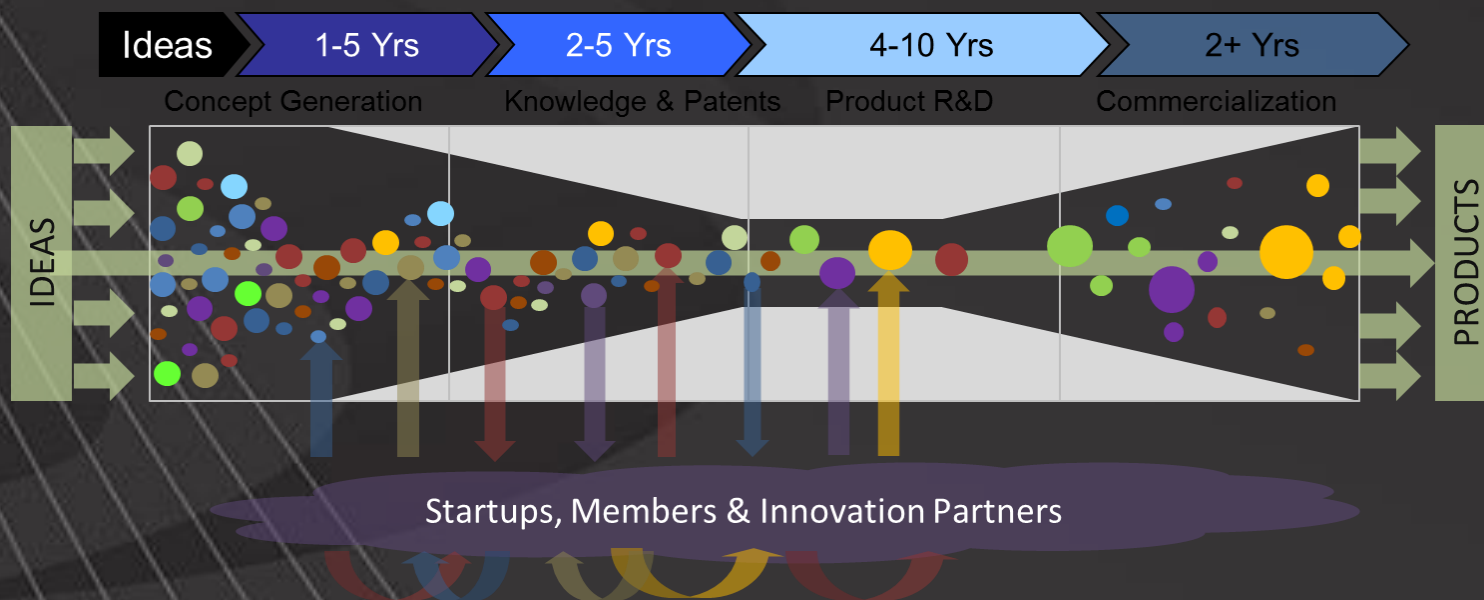 Ideas
1-5 Yrs
2-5 Yrs
4-10 Yrs
2+ Yrs
Concept Generation
Knowledge & Patents
Product R&D
Commercialization
IDEAS
PRODUCTS
Startups, Members & Innovation Partners